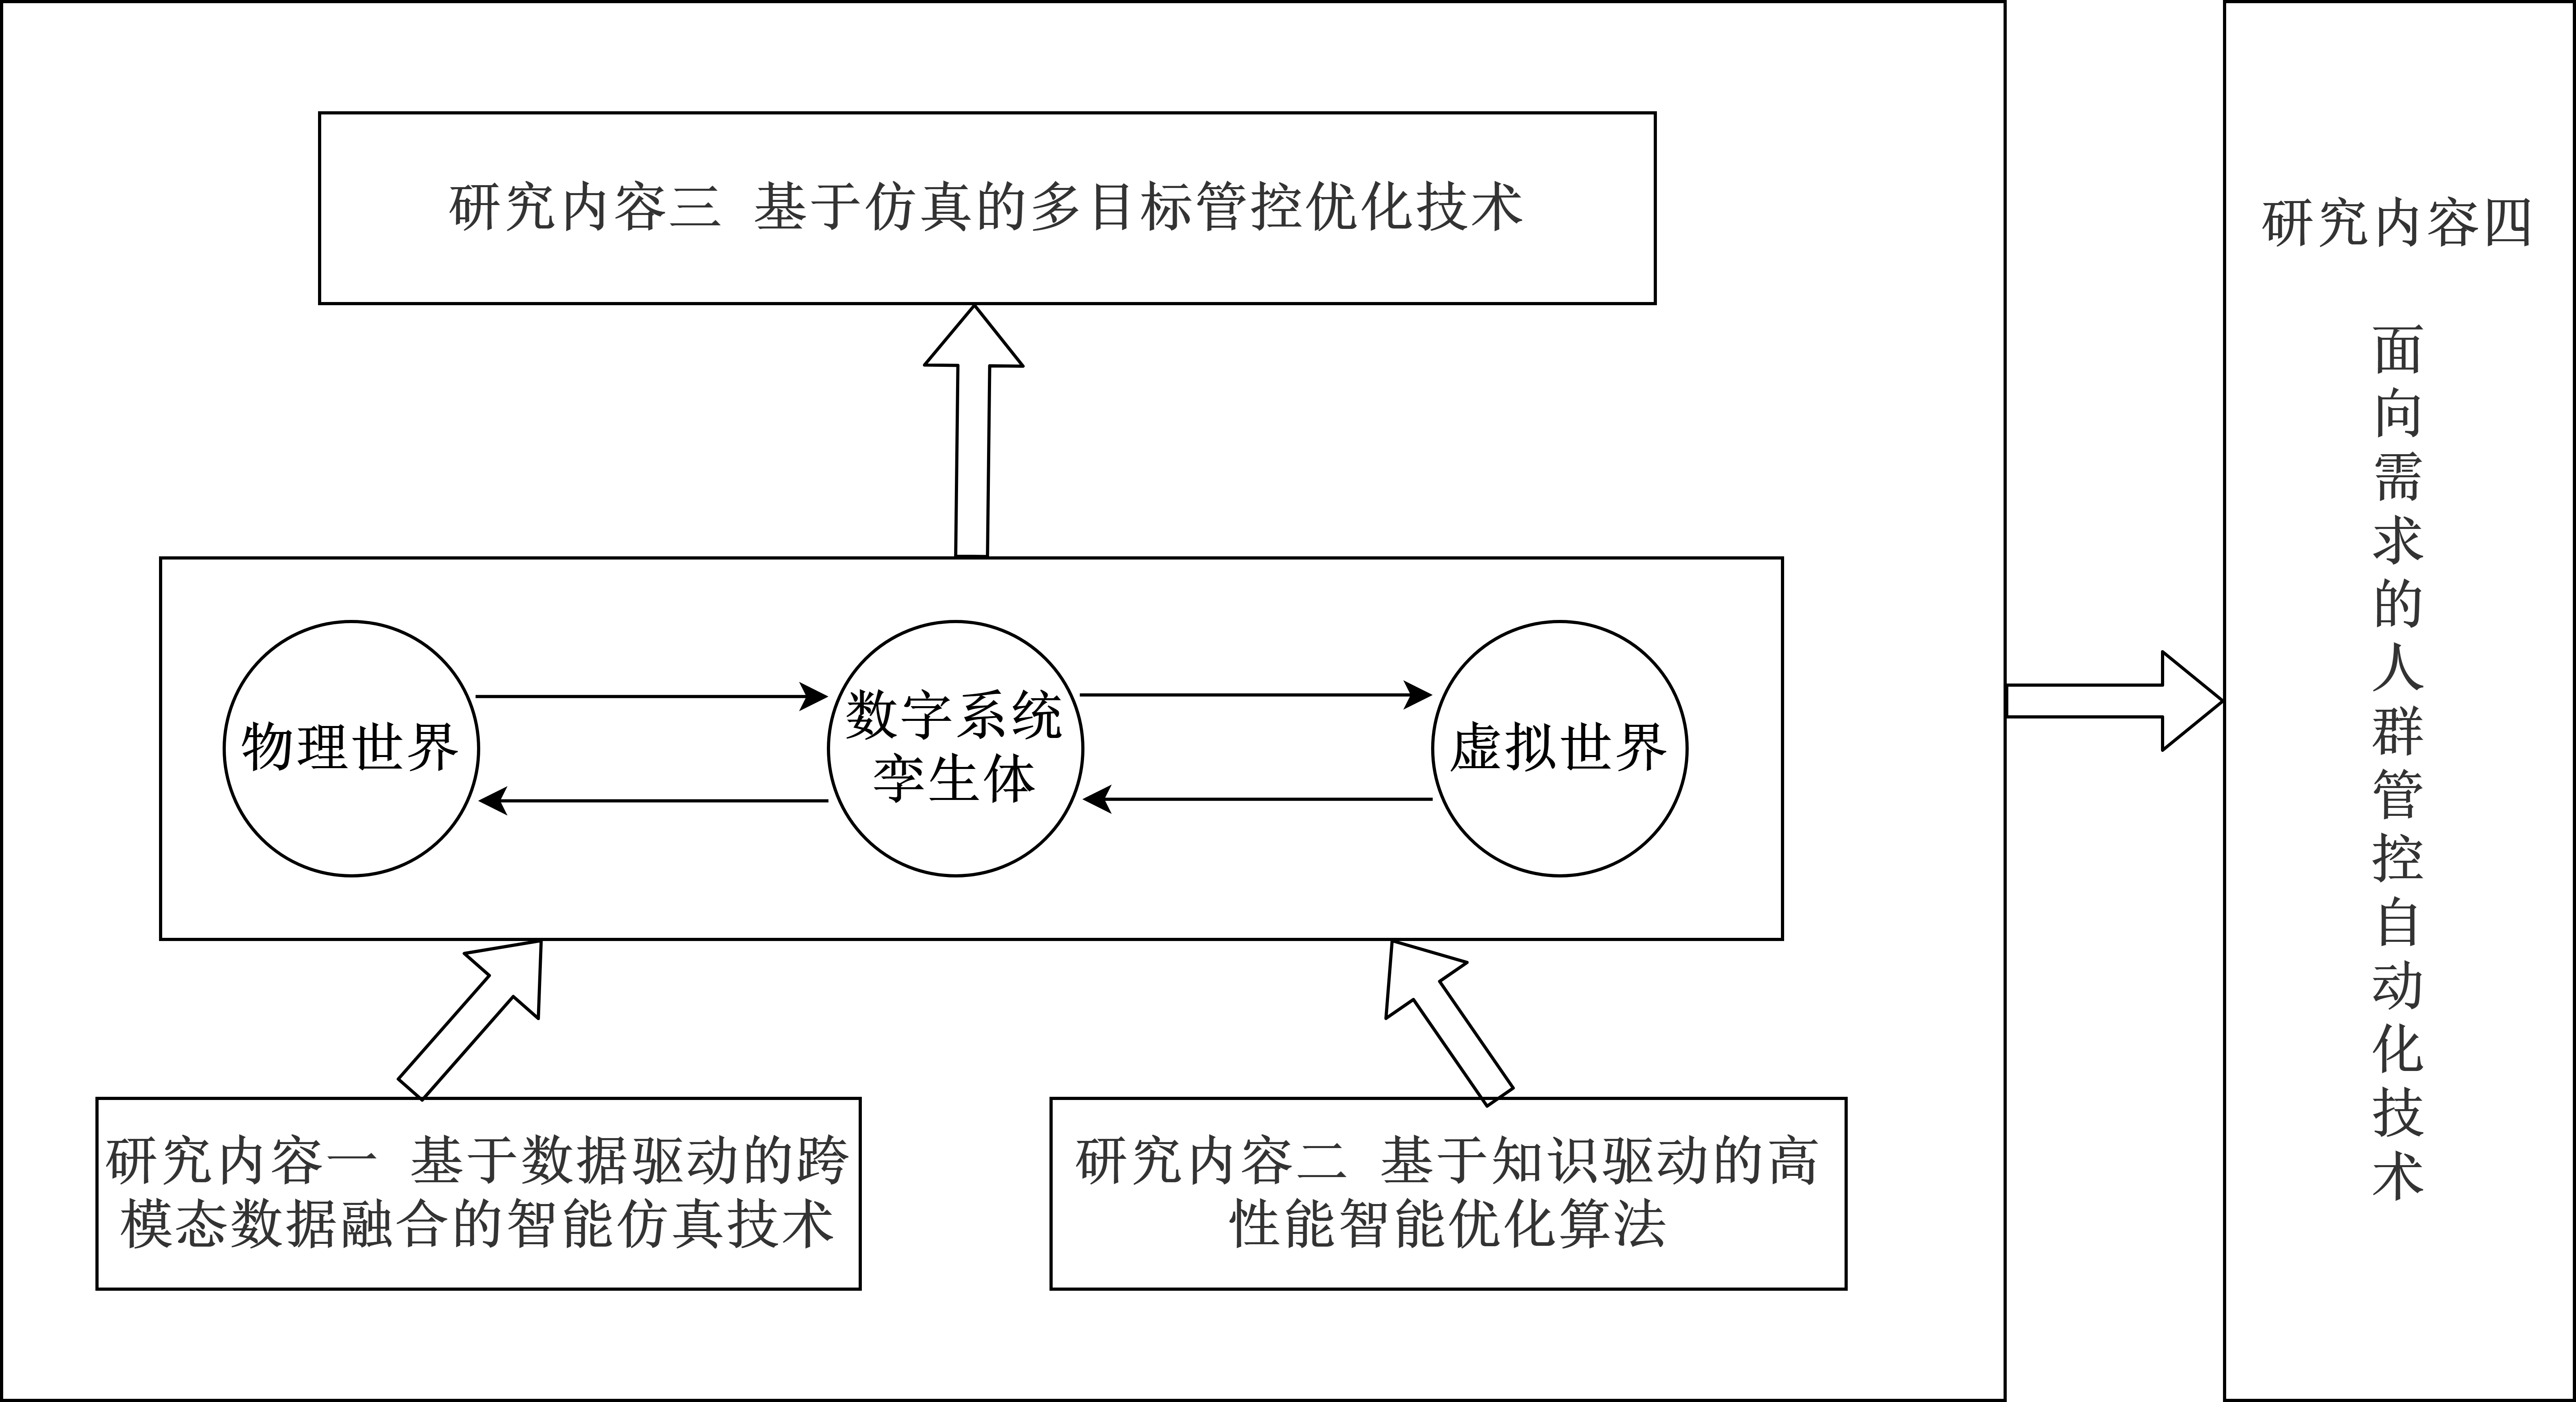 研究内容三 基于仿真的多目标管控优化技术
物理世界
数字系统
孪生体
虚拟世界
研究内容一 基于数据驱动的跨
模态数据融合的智能仿真技术
研究内容二 基于知识驱动的高
性能智能优化算法
研究内容四
面向需求的人群管控自动化技术